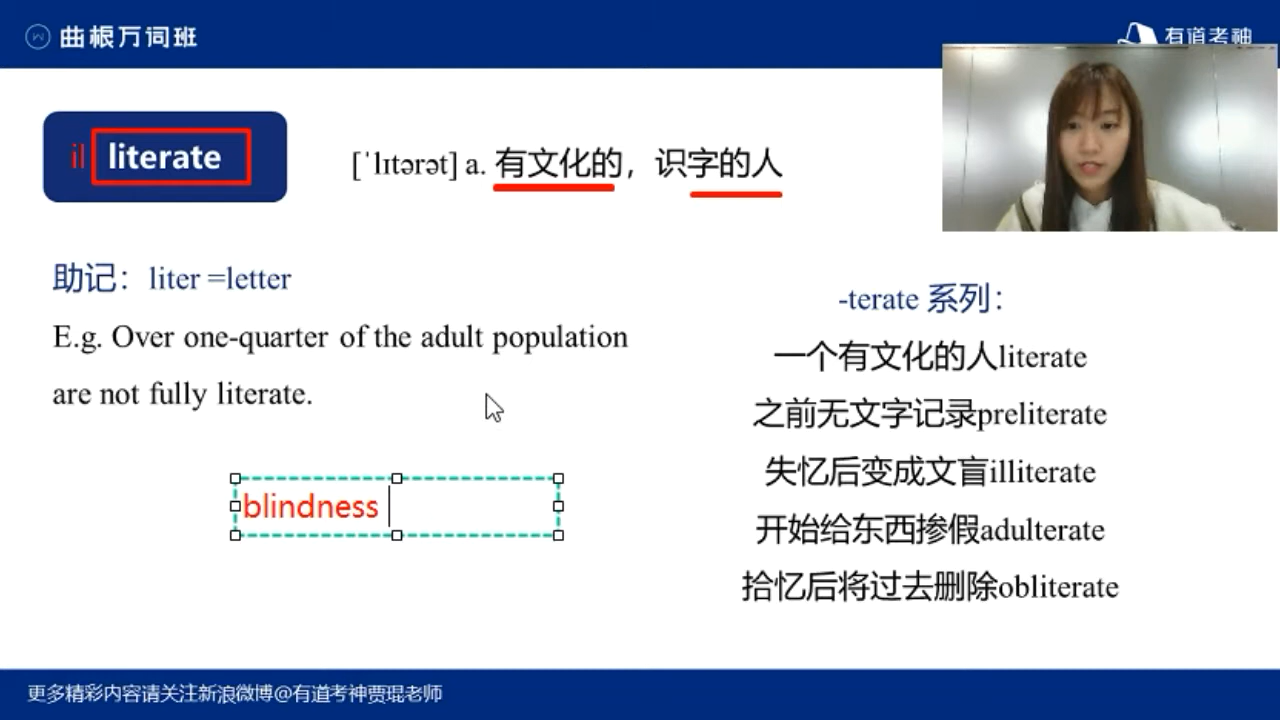 曲根万词班
有道考神
il literate
[ˈlɪtərət] a. 有文化的，识字的人
助记：liter =letter
E.g. Over one-quarter of the adult population
are not fully literate.
blindness
-terate 系列：
一个有文化的人literate
之前无文字记录preliterate
失忆后变成文盲illiterate
开始给东西掺假adulterate
拾忆后将过去删除obliterate
更多精彩内容请关注新浪微博@有道考神贾琨老师